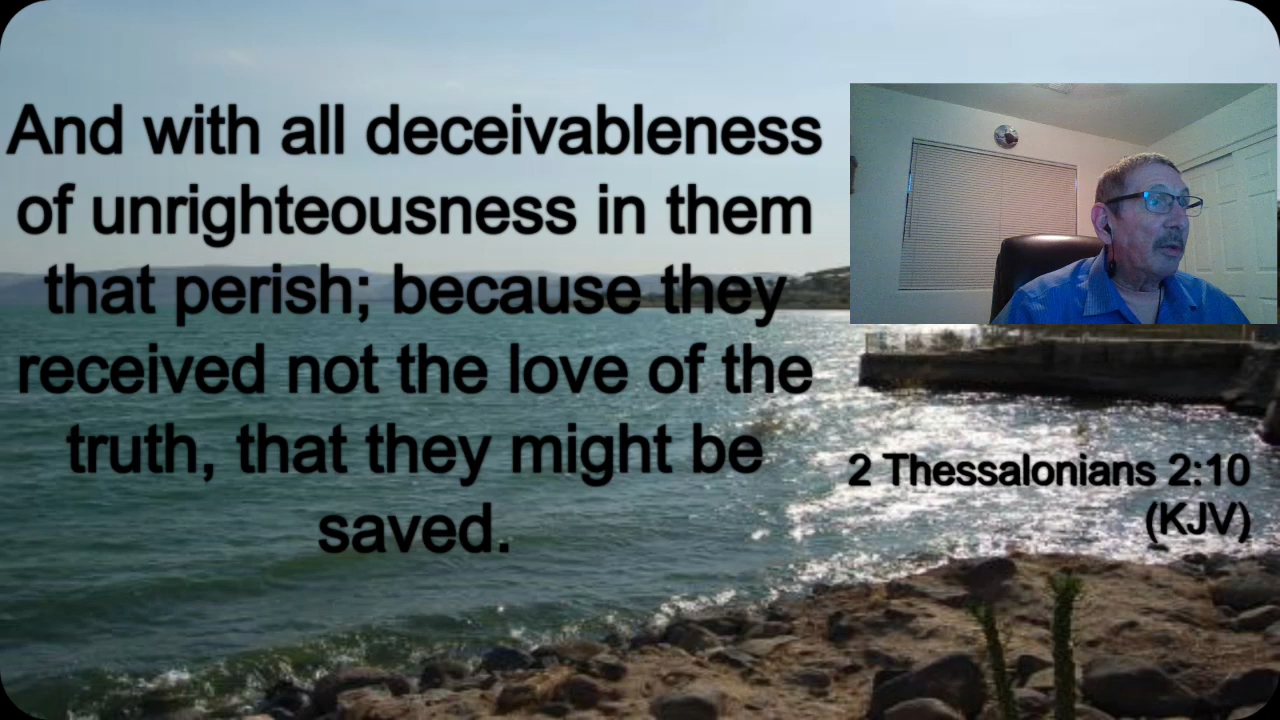 And with all deceivableness
of unrighteousness in them
that perish; because they
received not the love of the
truth, that they might be
saved.
2 Thessalonians 2:10
(KJV)